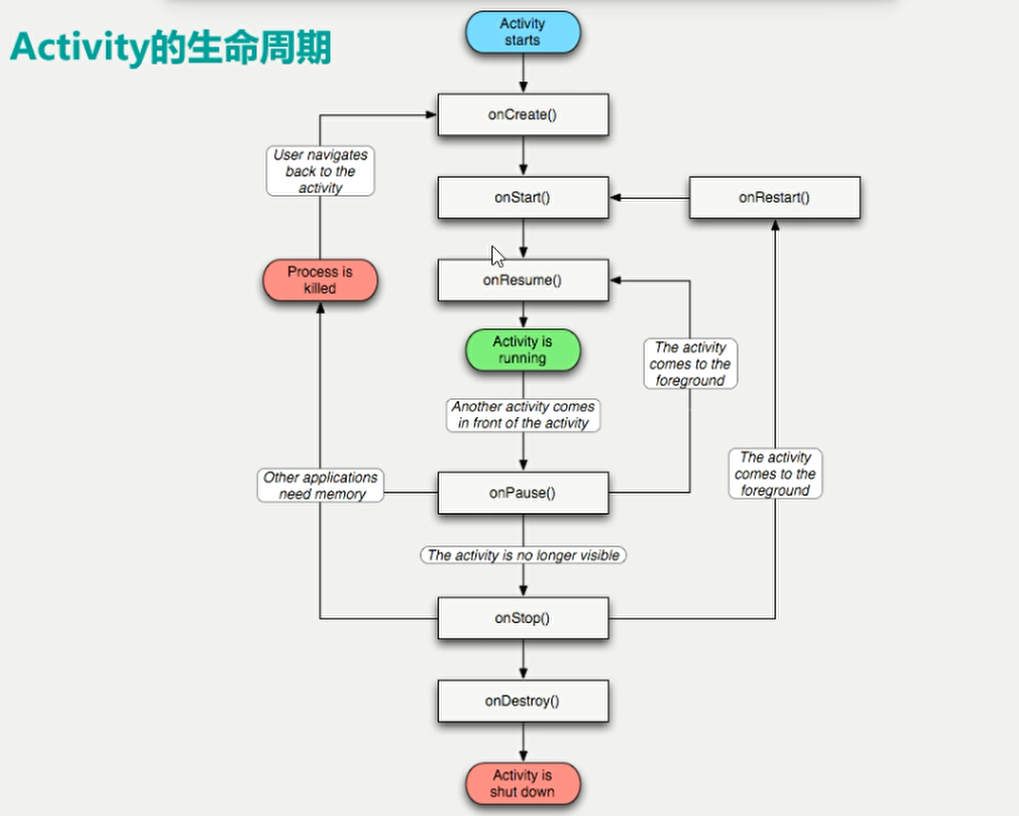 Activity的生命周期
Activity
starts
onCreate()
User navigates
back to the
activity
onStart()
onRestart()
onResume()
Process is
killed
Activity is
running
The activity
comes to the
foreground
Another activity comes
in front of the activity
The activity
comes to the
foreground
Other applications
need memory
onPause()
The activity is no longer visible
onStop()
onDestroy()
Activity is
shut down